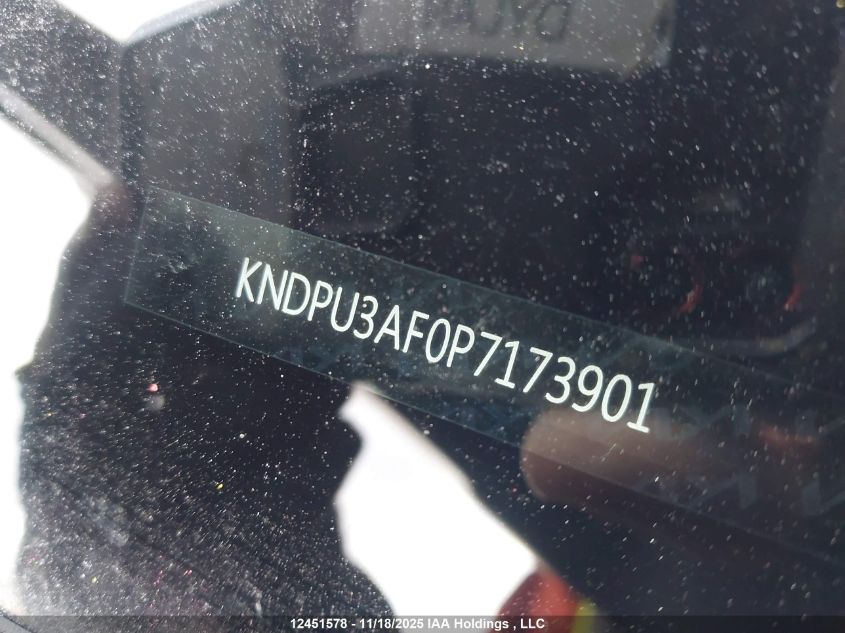 KNDPU3AF0P7173901
12451578 - 11/18/2025 IAA Holdings , LLC